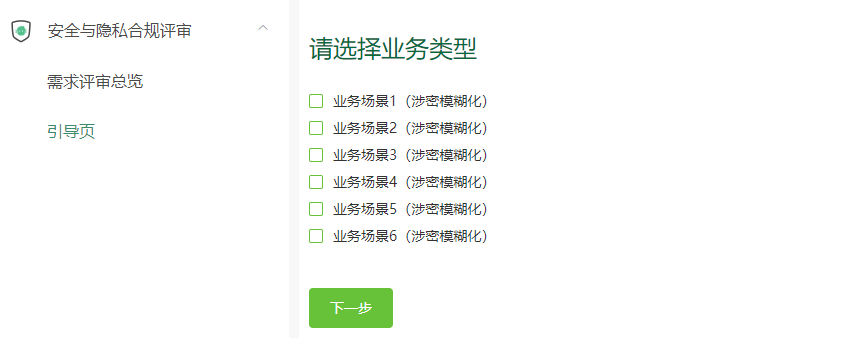 安全与隐私合规评审
需求评审总览
引导页
请选择业务类型
业务场景1（涉密模糊化）
业务场景2（涉密模糊化）
业务场景3（涉密模糊化）
业务场景4（涉密模糊化）
业务场景5（涉密模糊化）
业务场景6（涉密模糊化）
下一步